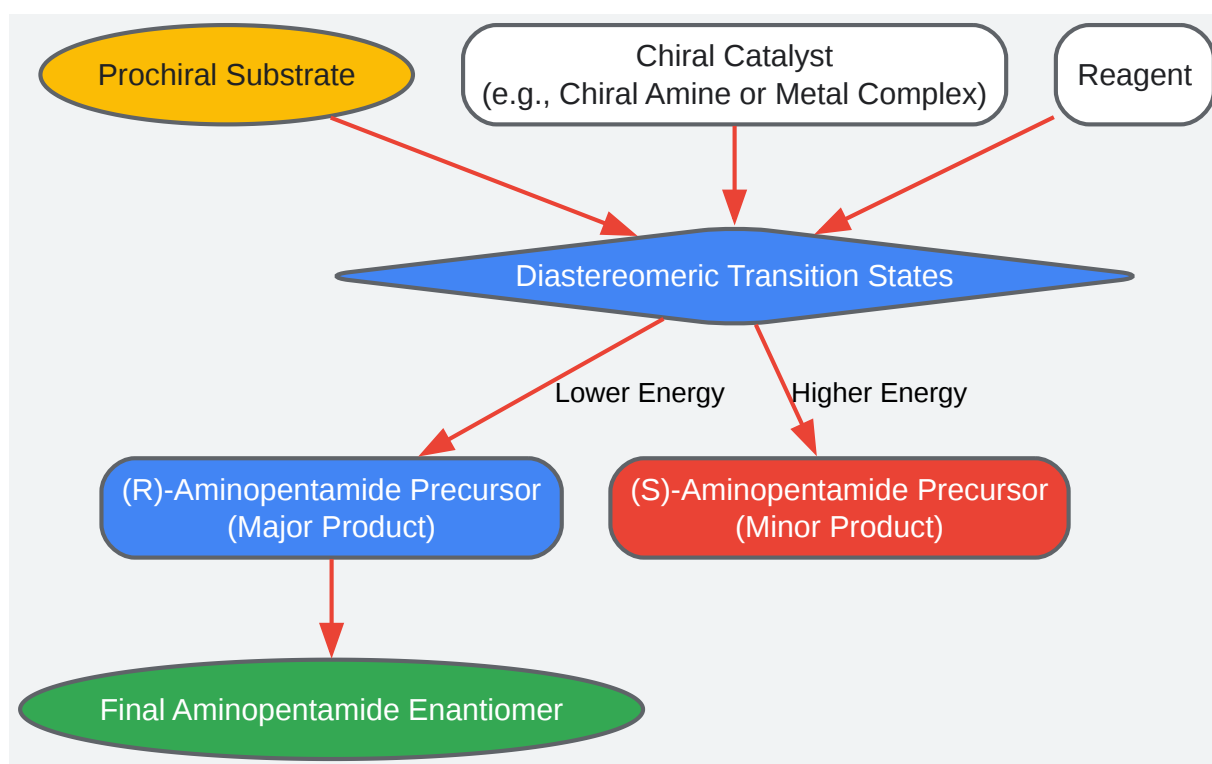 Prochiral Substrate
Chiral Catalyst
(e.g., Chiral Amine or Metal Complex)
Reagent
Diastereomeric Transition States
Lower Energy
Higher Energy
(R)-Aminopentamide Precursor
(Major Product)
(S)-Aminopentamide Precursor
(Minor Product)
Final Aminopentamide Enantiomer